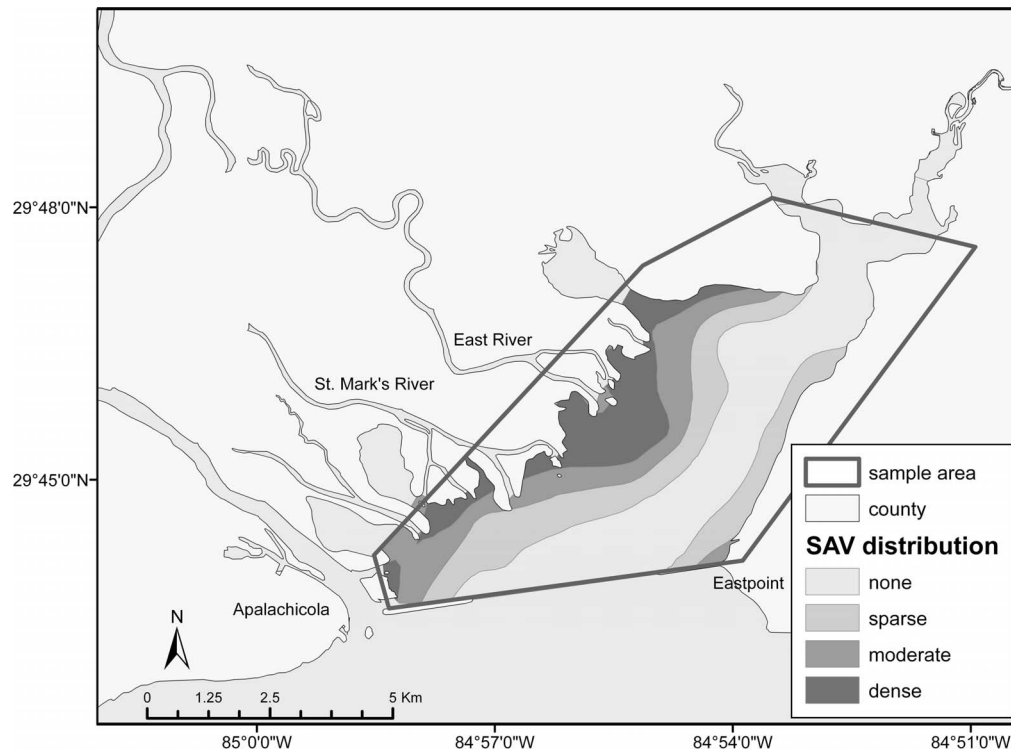 29°48'0"N
East River
St. Mark's River
29°45'0"N
sample area
county
SAV distribution
none
sparse
moderate
dense
Eastpoint
Apalachicola
N
0 1.25 2.5 5 Km
85°0'0"W 84°57'0"W 84°54'0"W 84°51'0"W